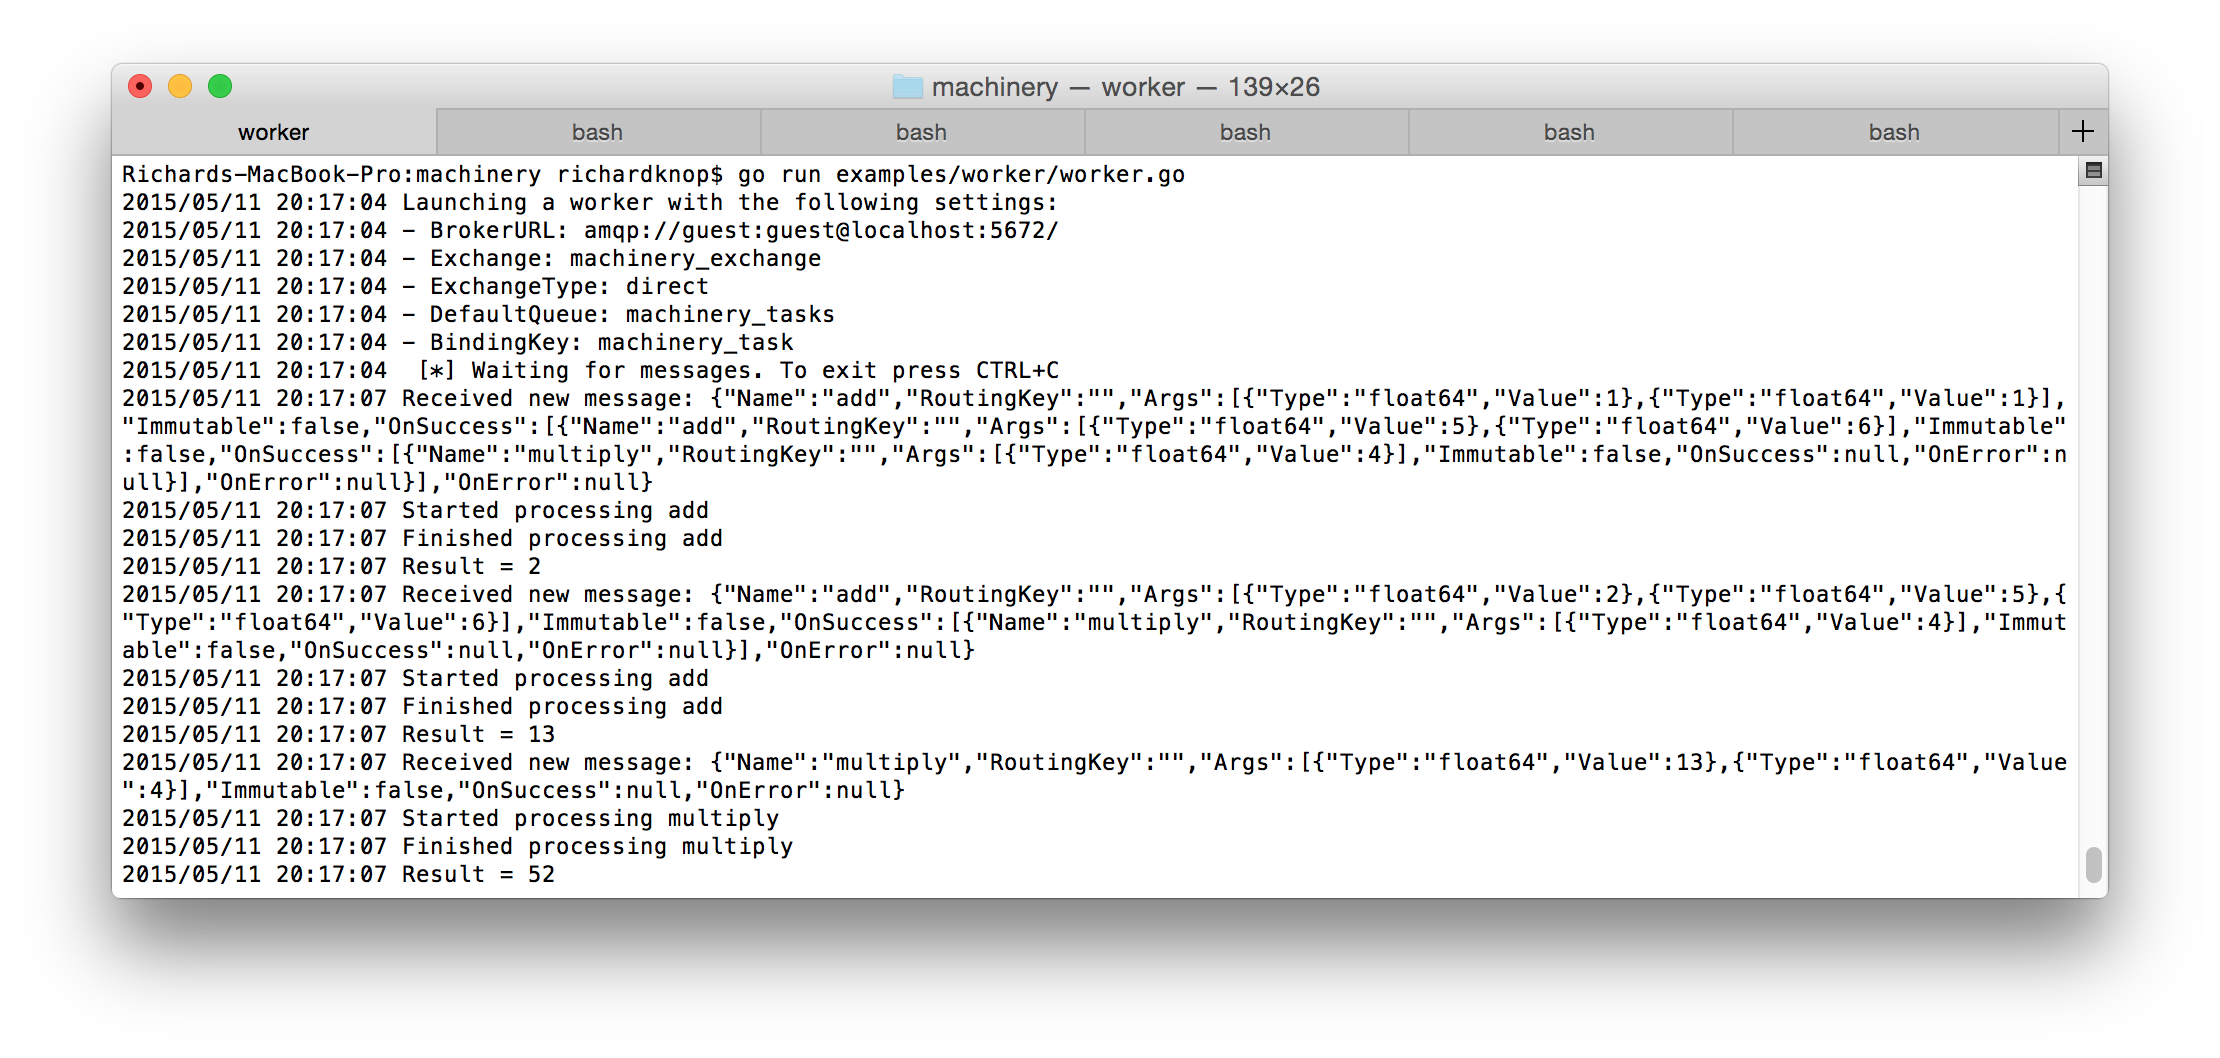 machinery — worker — 139×26
worker bash bash bash bash bash +
Richards-MacBook-Pro:machinery richardknop$ go run examples/worker/worker.go
2015/05/11 20:17:04 Launching a worker with the following settings:
2015/05/11 20:17:04 - BrokerURL: amqp://guest:guest@localhost:5672/
2015/05/11 20:17:04 - Exchange: machinery_exchange
2015/05/11 20:17:04 - ExchangeType: direct
2015/05/11 20:17:04 - DefaultQueue: machinery_tasks
2015/05/11 20:17:04 - BindingKey: machinery_task
2015/05/11 20:17:04  [*] Waiting for messages. To exit press CTRL+C
2015/05/11 20:17:07 Received new message: {"Name":"add","RoutingKey":"","Args":[{"Type":"float64","Value":1},{"Type":"float64","Value":1}],
"Immutable":false,"OnSuccess":[{"Name":"add","RoutingKey":"","Args":[{"Type":"float64","Value":5},{"Type":"float64","Value":6}],"Immutable"
:false,"OnSuccess":[{"Name":"multiply","RoutingKey":"","Args":[{"Type":"float64","Value":4}],"Immutable":false,"OnSuccess":null,"OnError":n
ull}],"OnError":null}],"OnError":null}
2015/05/11 20:17:07 Started processing add
2015/05/11 20:17:07 Finished processing add
2015/05/11 20:17:07 Result = 2
2015/05/11 20:17:07 Received new message: {"Name":"add","RoutingKey":"","Args":[{"Type":"float64","Value":2},{"Type":"float64","Value":5},{
"Type":"float64","Value":6}],"Immutable":false,"OnSuccess":[{"Name":"multiply","RoutingKey":"","Args":[{"Type":"float64","Value":4}],"Immut
able":false,"OnSuccess":null,"OnError":null}],"OnError":null}
2015/05/11 20:17:07 Started processing add
2015/05/11 20:17:07 Finished processing add
2015/05/11 20:17:07 Result = 13
2015/05/11 20:17:07 Received new message: {"Name":"multiply","RoutingKey":"","Args":[{"Type":"float64","Value":13},{"Type":"float64","Value
":4}],"Immutable":false,"OnSuccess":null,"OnError":null}
2015/05/11 20:17:07 Started processing multiply
2015/05/11 20:17:07 Finished processing multiply
2015/05/11 20:17:07 Result = 52